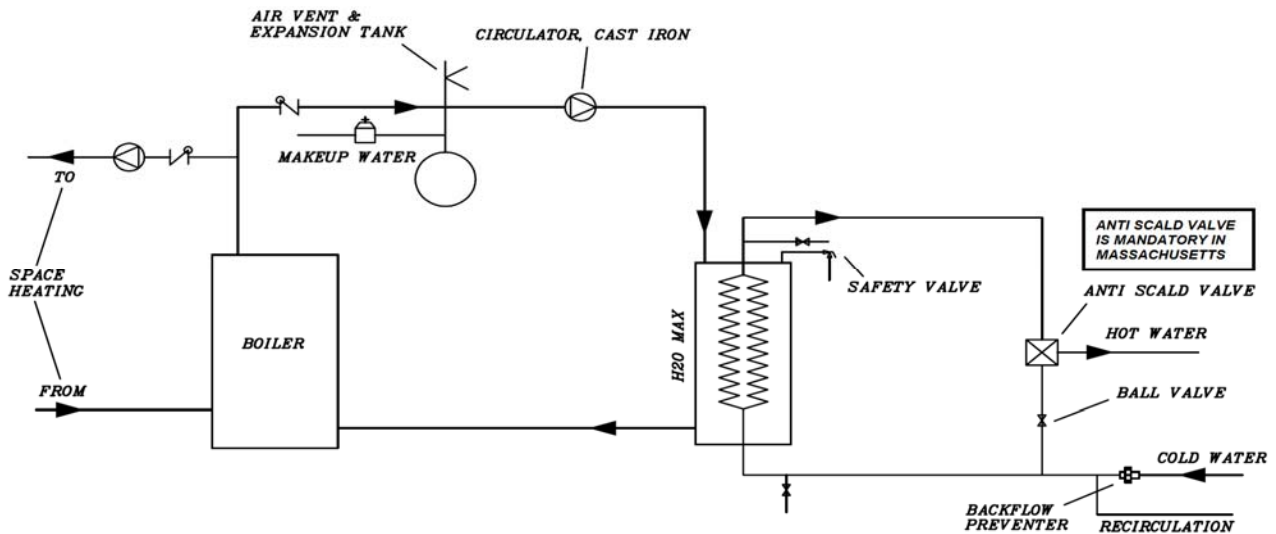 AIR VENT &
EXPANSION TANK
CIRCULATOR, CAST IRON
MAKEUP WATER
TO
SPACE
HEATING
FROM
BOILER
H2O MAX
SAFETY VALVE
ANTI SCALD VALVE
IS MANDATORY IN
MASSACHUSETTS
ANTI SCALD VALVE
HOT WATER
BALL VALVE
COLD WATER
BACKFLOW
PREVENTER
RECIRCULATION